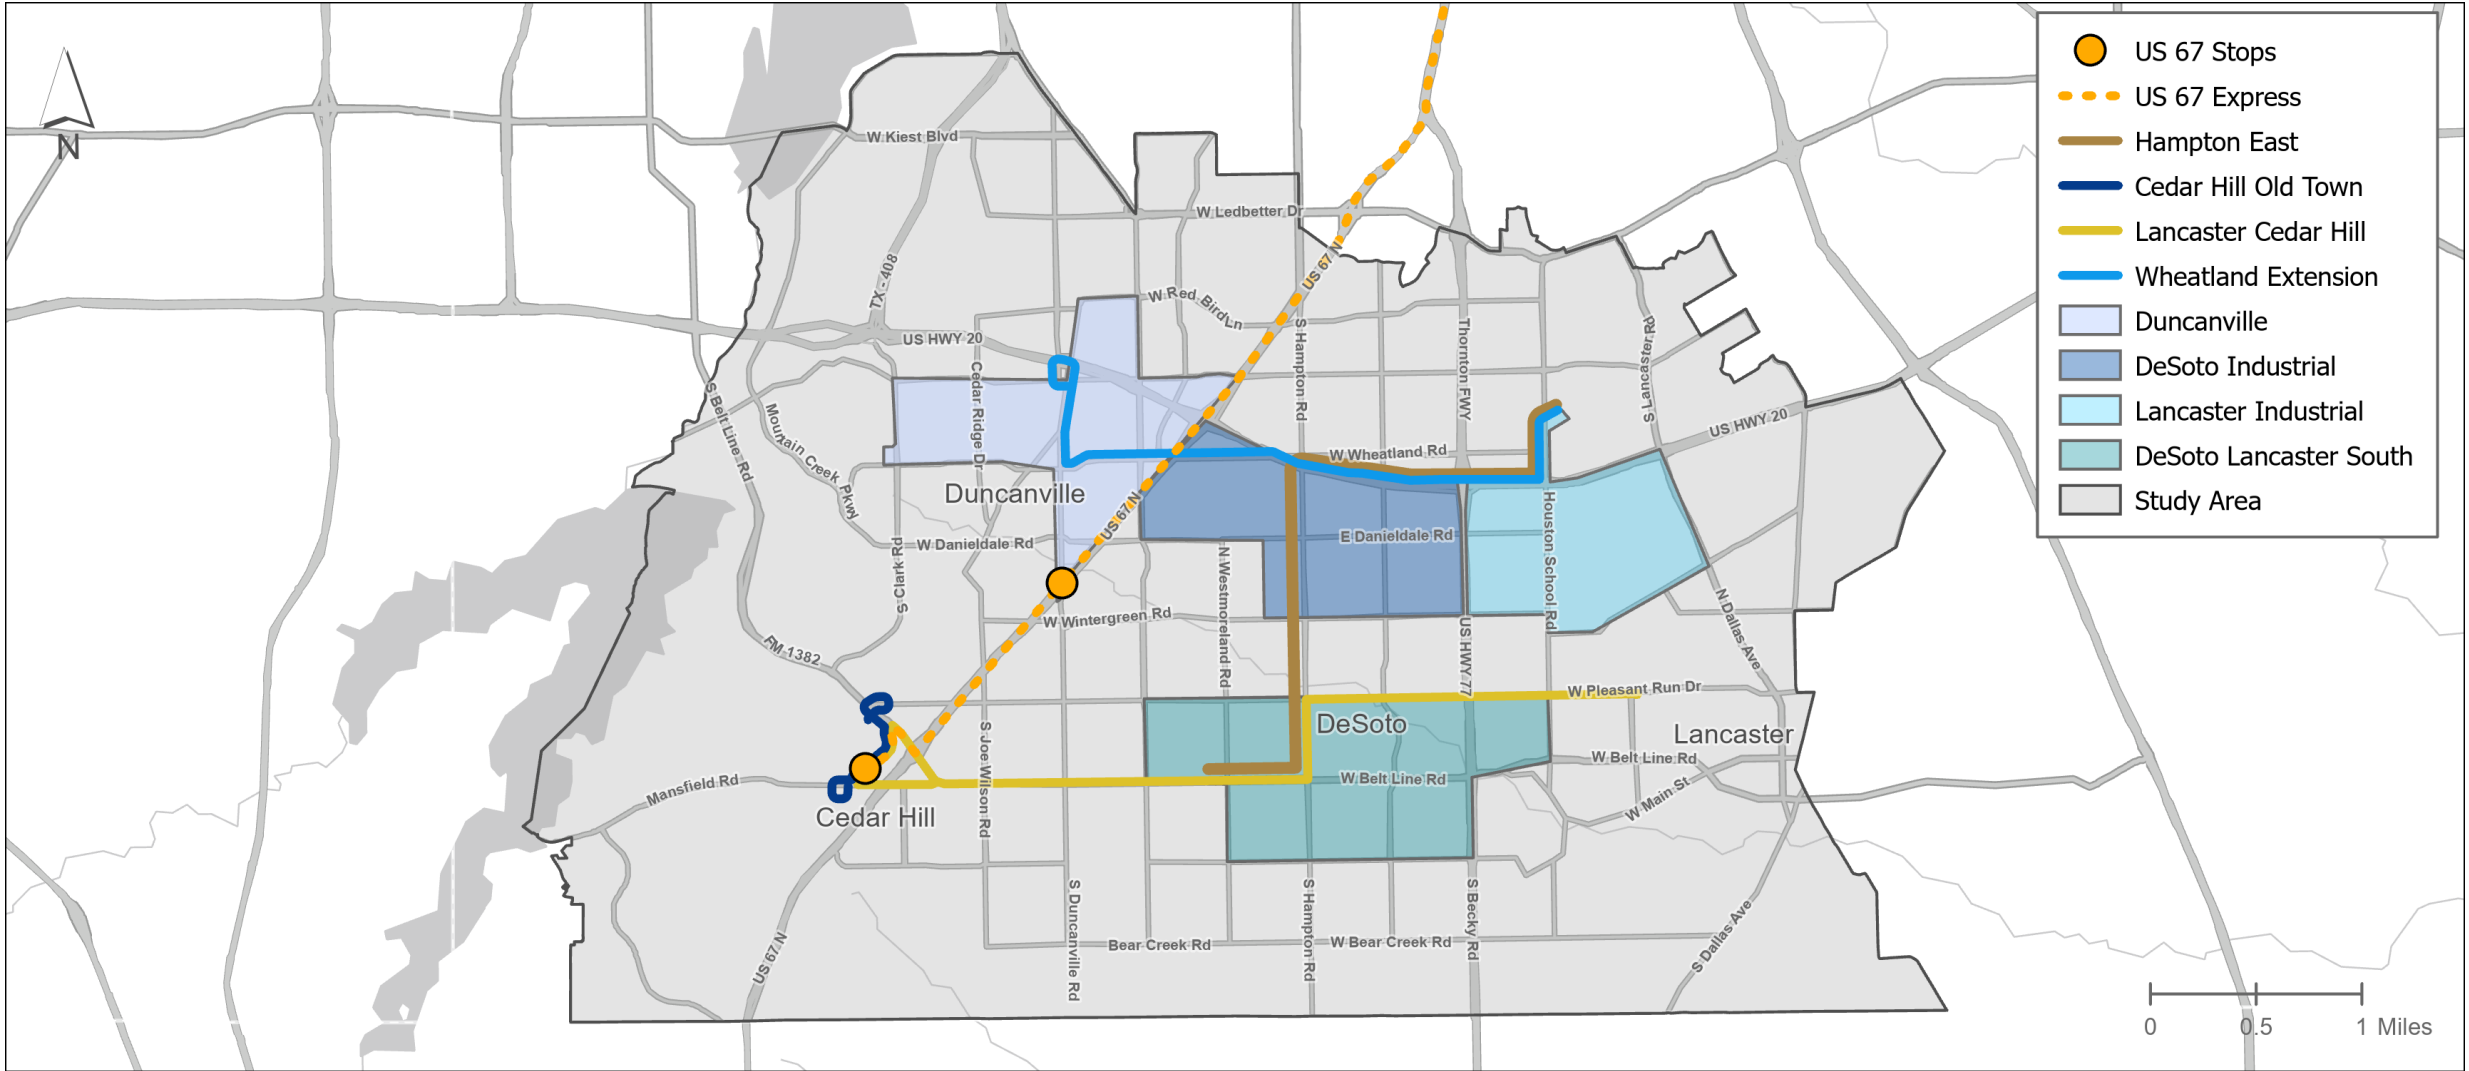 US 67 Stops
US 67 Express
Hampton East
Cedar Hill Old Town
Lancaster Cedar Hill
Wheatland Extension
Duncanville
DeSoto Industrial
Lancaster Industrial
DeSoto Lancaster South
Study Area
N
W Kiest Blvd
W Ledbetter Dr
TX - 408
US 67 N
W Red Bird Ln
US HWY 20
S Hampton Rd
Thornton FWY
S Lancaster Rd
S Belt Line Rd
Mountain Creek Pkwy
Cedar Ridge Dr
US HWY 20
W Wheatland Rd
Duncanville
US 67 N
W Danieldale Rd
E Danieldale Rd
Houston School Rd
S Clark Rd
N Westmoreland Rd
W Wintergreen Rd
N Dallas Ave
FM 1382
US HWY 77
W Pleasant Run Dr
DeSoto
Lancaster
S Joe Wilson Rd
W Belt Line Rd
W Belt Line Rd
Mansfield Rd
W Main St
Cedar Hill
S Duncanville Rd
S Hampton Rd
S Becky Rd
US 67 N
Bear Creek Rd
W Bear Creek Rd
S Dallas Ave
0 0.5 1 Miles